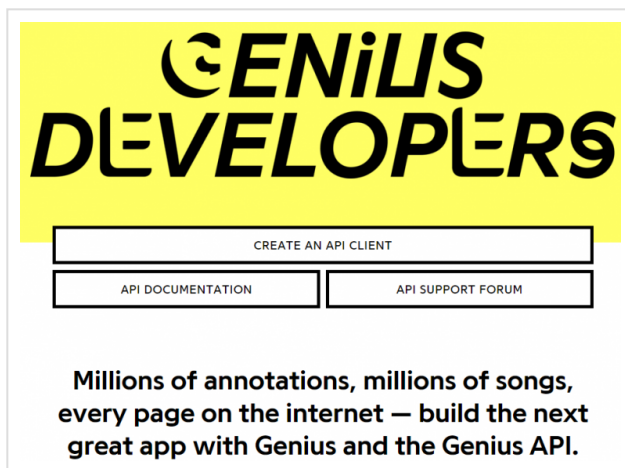 GENiUS
DEVELOPERS
CREATE AN API CLIENT
API DOCUMENTATION
API SUPPORT FORUM
Millions of annotations, millions of songs,
every page on the internet — build the next
great app with Genius and the Genius API.